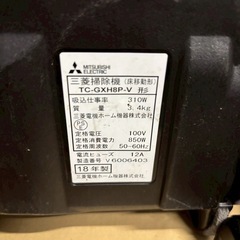 MITSUBISHI
ELECTRIC
三菱掃除機(床移動形)
TC-GXH8P-V
吸込仕事率 310W
質量 3.4kg
三菱電機ホーム機器株式会社
定格電圧 100V
定格消費電力 850W
定格周波数 50-60Hz
電流ヒューズ 12A
製造番号 V6006403
18年製
三菱電機ホーム機器株式会社